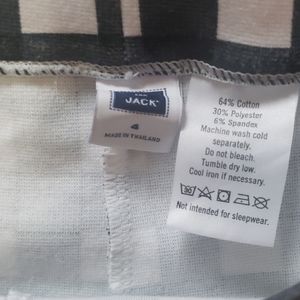 JACK
4
MADE IN THAILAND
64% Cotton
30% Polyester
6% Spandex
Machine wash cold
separately.
Do not bleach.
Tumble dry low.
Cool iron if necessary.
Not intended for sleepwear.